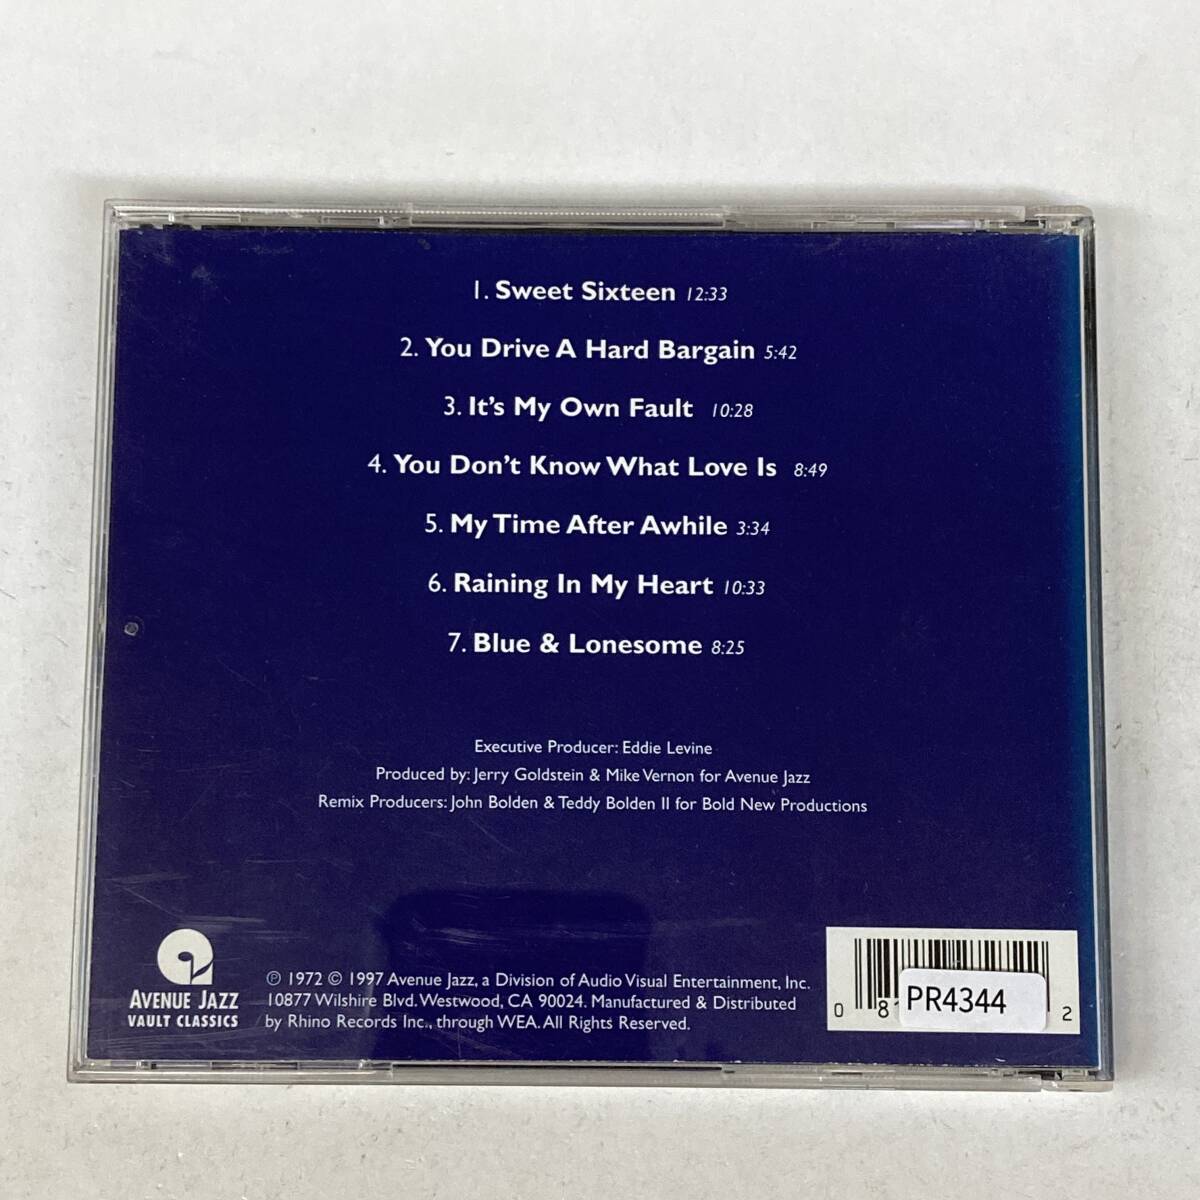 1. Sweet Sixteen 12:33
2. You Drive A Hard Bargain 5:42
3. It's My Own Fault 10:28
4. You Don't Know What Love Is 8:49
5. My Time After Awhile 3:34
6. Raining In My Heart 10:33
7. Blue & Lonesome 8:25
Executive Producer: Eddie Levine
Produced by: Jerry Goldstein & Mike Vernon for Avenue Jazz
Remix Producers: John Bolden & Teddy Bolden II for Bold New Productions
AVENUE JAZZ
VAULT CLASSICS
℗ 1972 © 1997 Avenue Jazz, a Division of Audio Visual Entertainment, Inc.
10877 Wilshire Blvd. Westwood, CA 90024. Manufactured & Distributed
by Rhino Records Inc., through WEA. All Rights Reserved.
0 8 2
PR4344